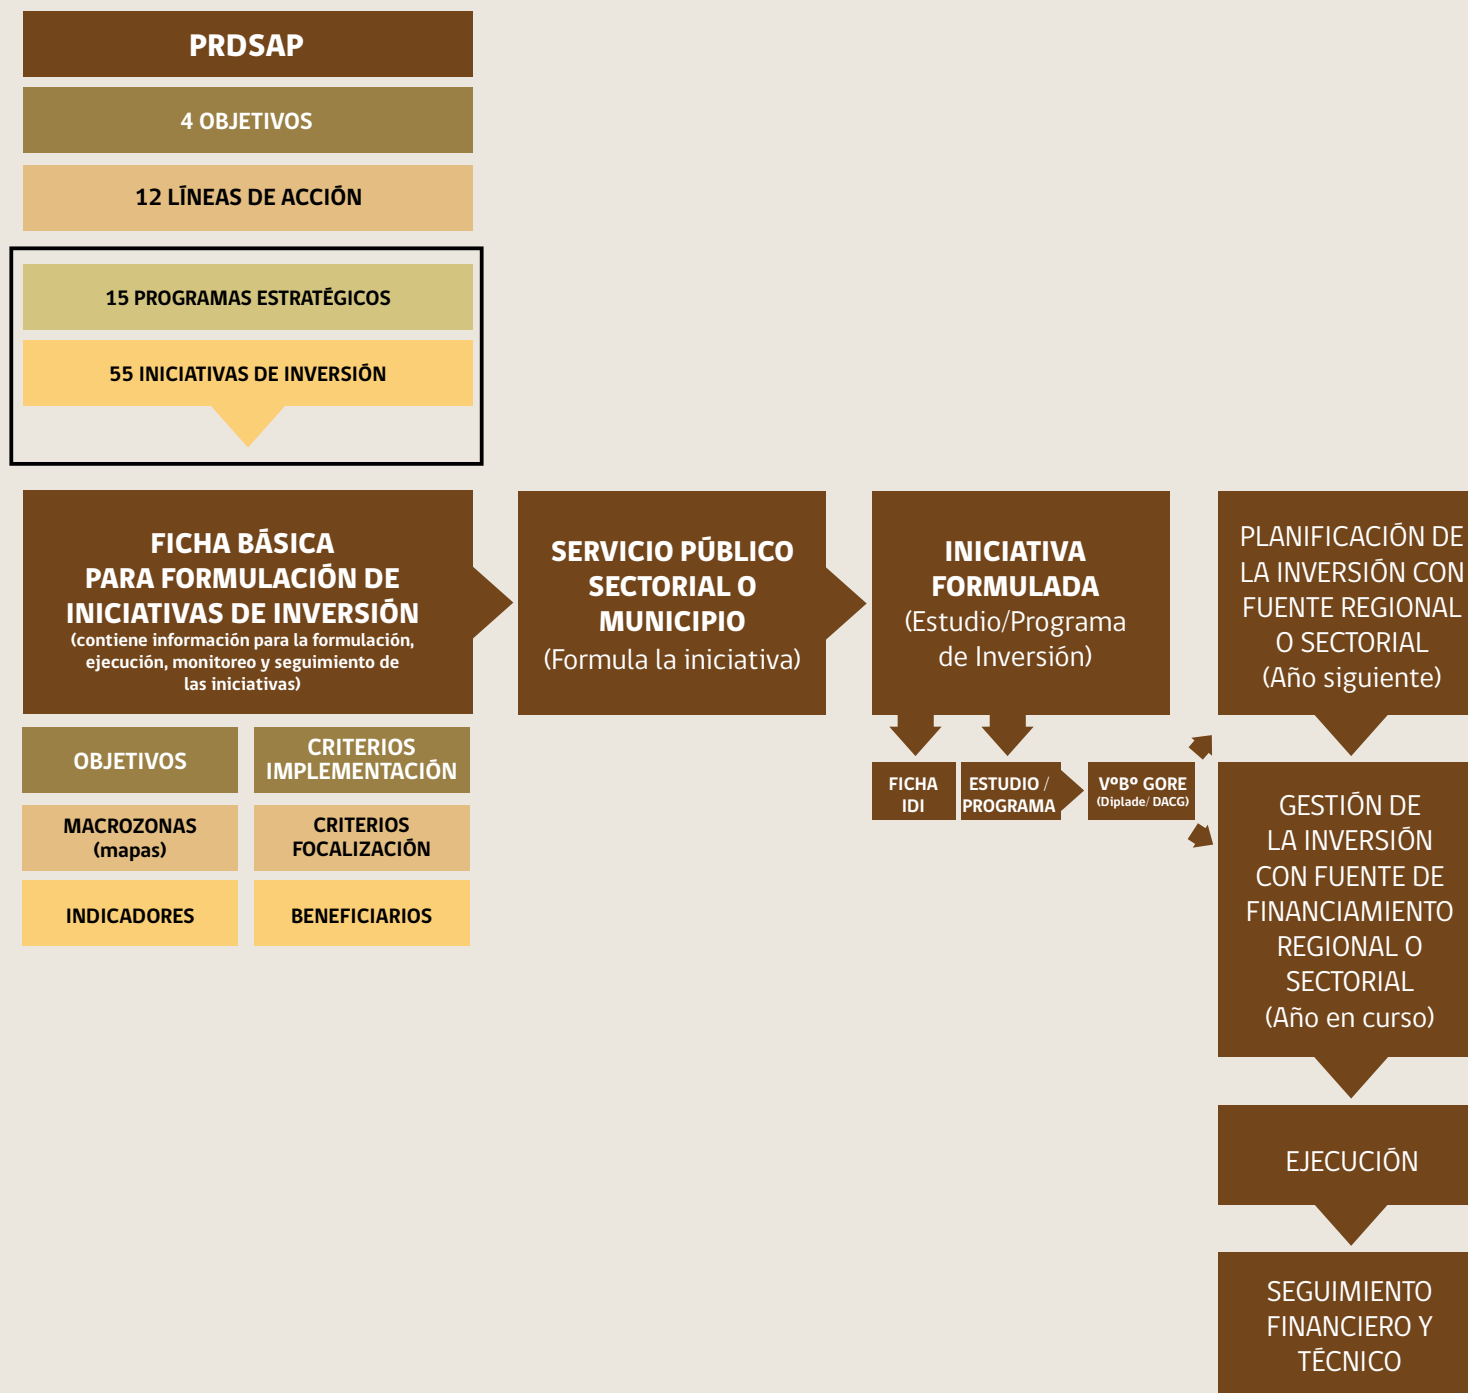 PRDSAP
4 OBJETIVOS
12 LÍNEAS DE ACCIÓN
15 PROGRAMAS ESTRATÉGICOS
55 INICIATIVAS DE INVERSIÓN
FICHA BÁSICA
PARA FORMULACIÓN DE
INICIATIVAS DE INVERSIÓN
(contiene información para la formulación,
ejecución, monitoreo y seguimiento de
las iniciativas)
OBJETIVOS
CRITERIOS
IMPLEMENTACIÓN
MACROZONAS
(mapas)
CRITERIOS
FOCALIZACIÓN
INDICADORES
BENEFICIARIOS
SERVICIO PÚBLICO
SECTORIAL O
MUNICIPIO
(Formula la iniciativa)
INICIATIVA
FORMULADA
(Estudio/Programa
de Inversión)
FICHA
IDI
ESTUDIO /
PROGRAMA
VºBº GORE
(Diplade/ DACG)
PLANIFICACIÓN DE
LA INVERSIÓN CON
FUENTE REGIONAL
O SECTORIAL
(Año siguiente)
GESTIÓN DE
LA INVERSIÓN
CON FUENTE DE
FINANCIAMIENTO
REGIONAL O
SECTORIAL
(Año en curso)
EJECUCIÓN
SEGUIMIENTO
FINANCIERO Y
TÉCNICO